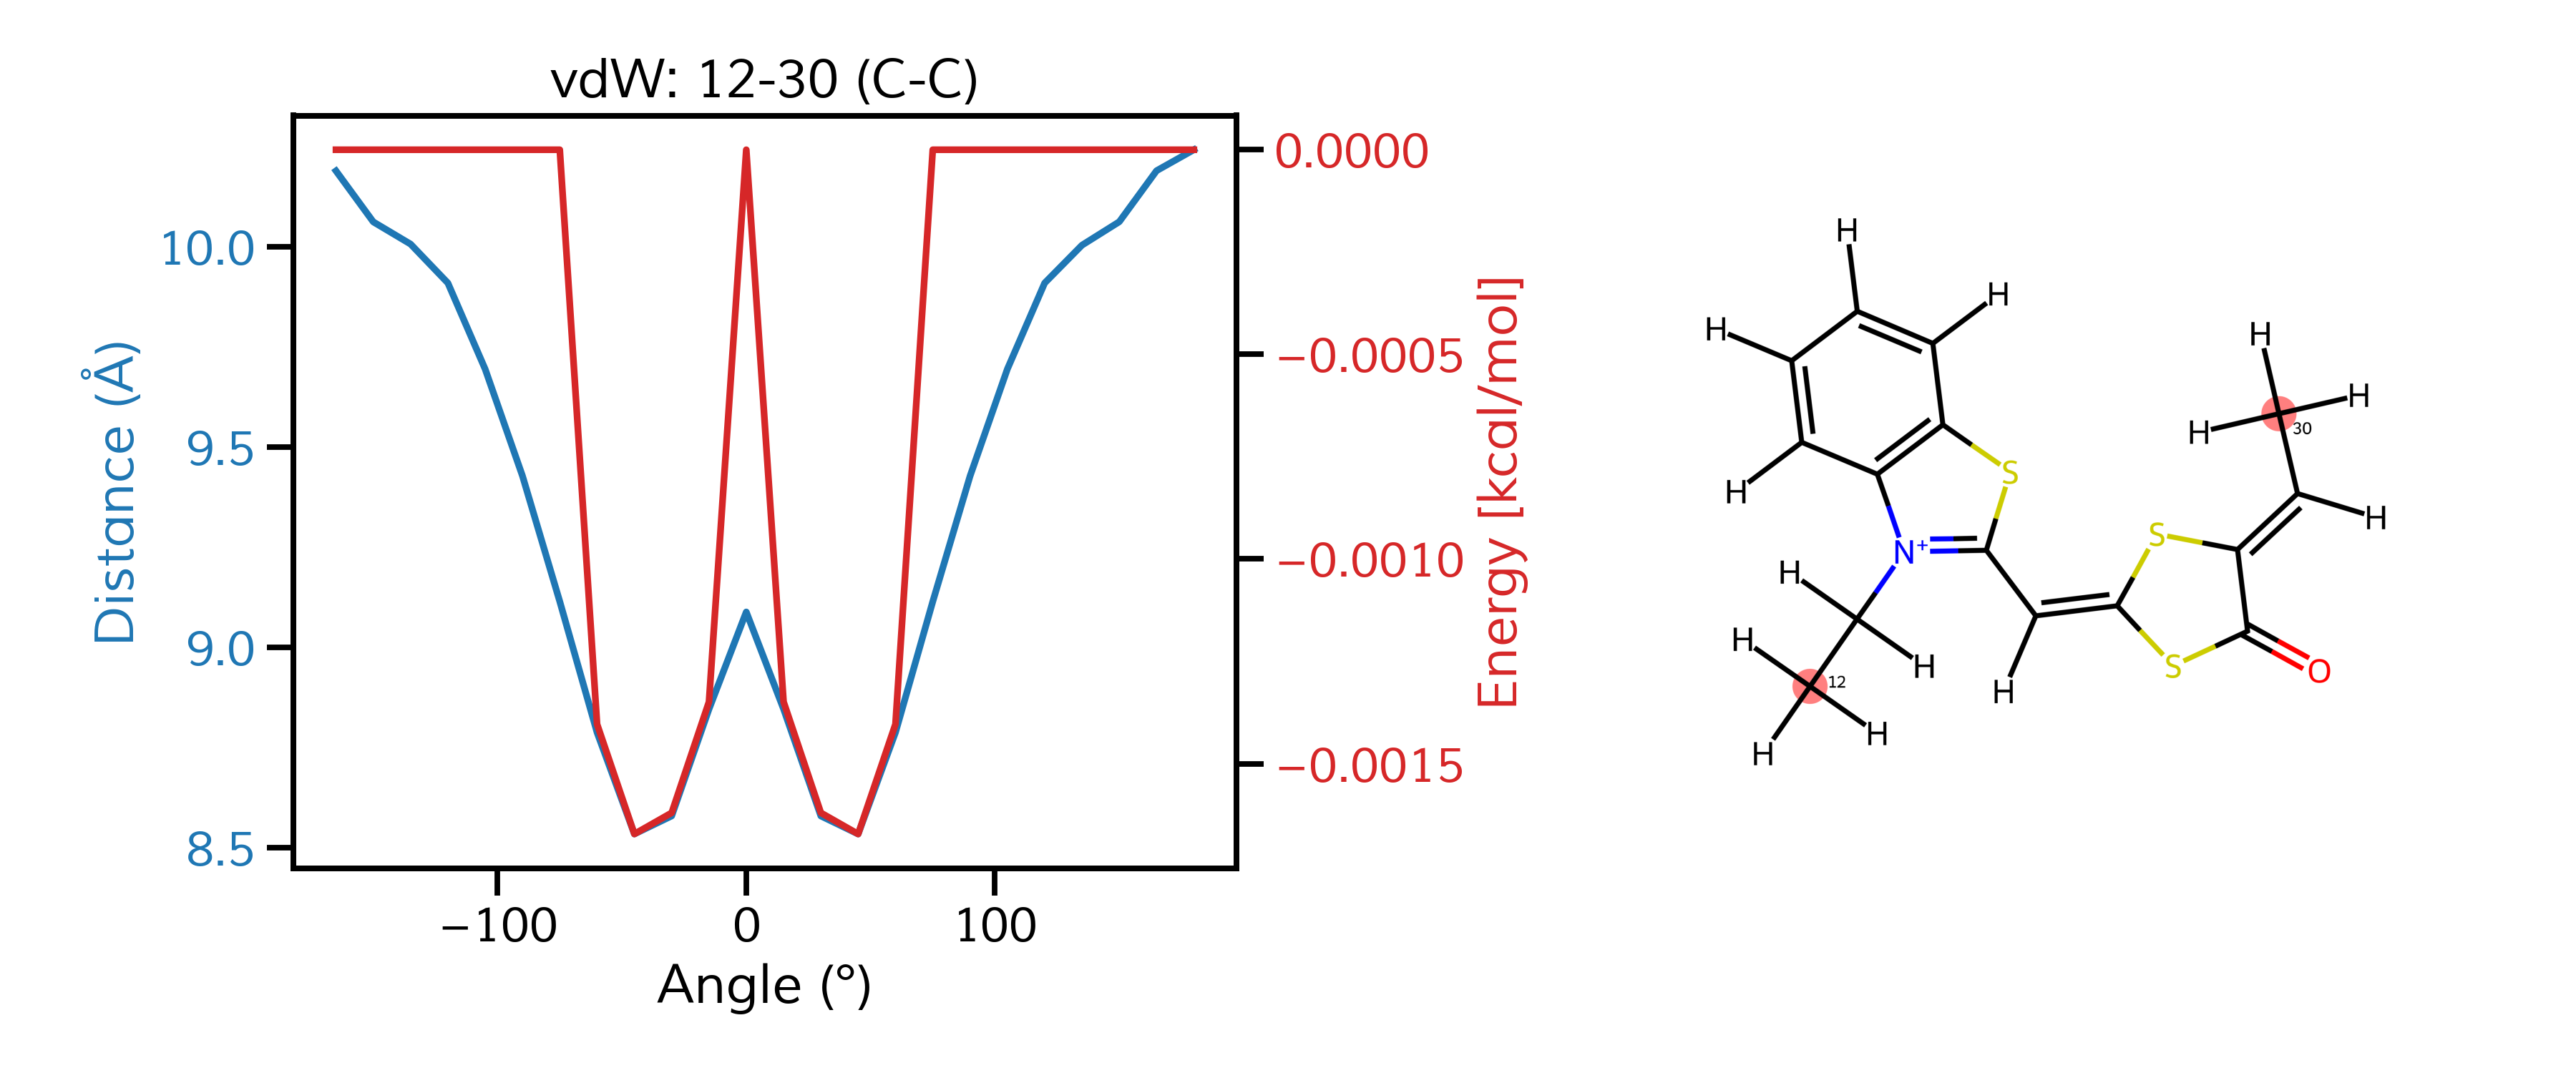 vdW: 12-30 (C-C)
Distance (Å)
10.0
9.5
9.0
8.5
−100
0
100
Angle (°)
0.0000
−0.0005
−0.0010
−0.0015
Energy [kcal/mol]
H
H
H
H
S
N+
H
H
H
12
H
H
H
S
S
O
H
H
H
30
H